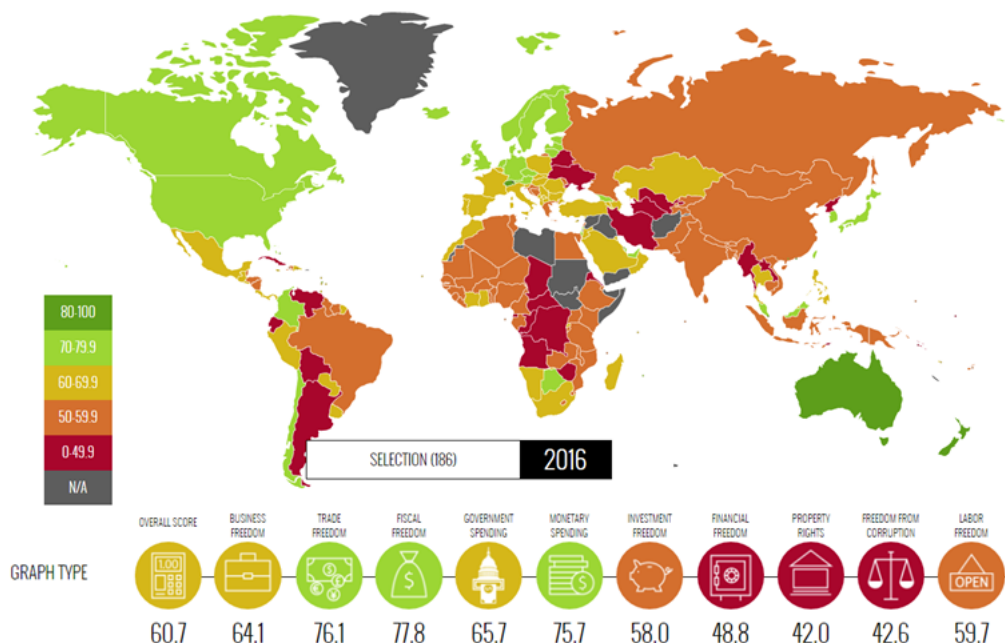 80-100
70-79.9
60-69.9
50-59.9
0-49.9
N/A
SELECTION (186)
2016
GRAPH TYPE
OVERALL SCORE
BUSINESS
FREEDOM
TRADE
FREEDOM
FISCAL
FREEDOM
GOVERNMENT
SPENDING
MONETARY
SPENDING
INVESTMENT
FREEDOM
FINANCIAL
FREEDOM
PROPERTY
RIGHTS
FREEDOM FROM
CORRUPTION
LABOR
FREEDOM
1.00
OPEN
60.7
64.1
76.1
77.8
65.7
75.7
58.0
48.8
42.0
42.6
59.7